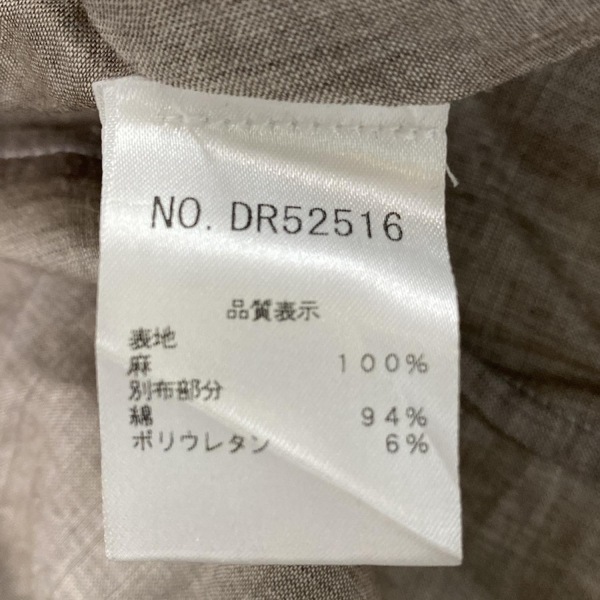 NO. DR52516
品質表示
表地
麻 100%
別布部分
綿 94%
ポリウレタン 6%